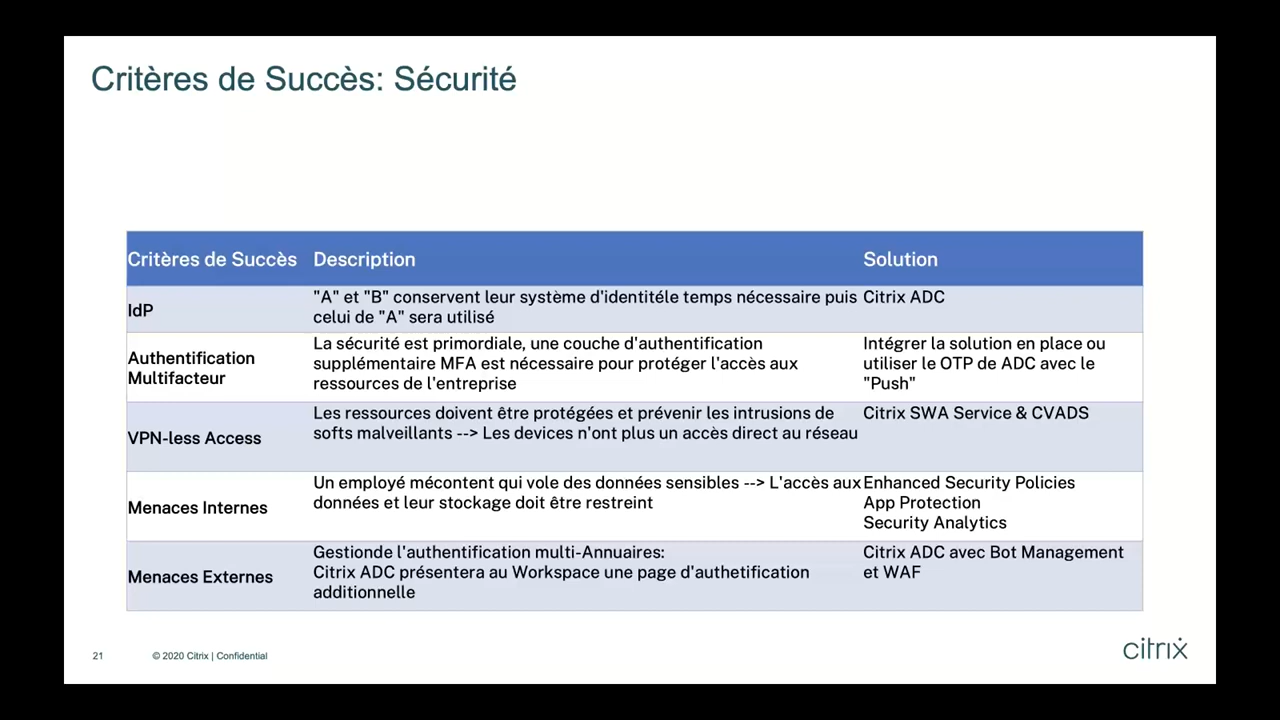 Critères de Succès: Sécurité
Critères de Succès
Description
Solution
IdP
"A" et "B" conservent leur système d'identitéle temps nécessaire puis
celui de "A" sera utilisé
Citrix ADC
Authentification
Multifacteur
La sécurité est primordiale, une couche d'authentification
supplémentaire MFA est nécessaire pour protéger l'accès aux
ressources de l'entreprise
Intégrer la solution en place ou
utiliser le OTP de ADC avec le
"Push"
VPN-less Access
Les ressources doivent être protégées et prévenir les intrusions de
softs malveillants --> Les devices n'ont plus un accès direct au réseau
Citrix SWA Service & CVADS
Menaces Internes
Un employé mécontent qui vole des données sensibles --> L'accès aux
données et leur stockage doit être restreint
Enhanced Security Policies
App Protection
Security Analytics
Menaces Externes
Gestionde l'authentification multi-Annuaires:
Citrix ADC présentera au Workspace une page d'authetification
additionnelle
Citrix ADC avec Bot Management
et WAF
21
© 2020 Citrix | Confidential
citrix